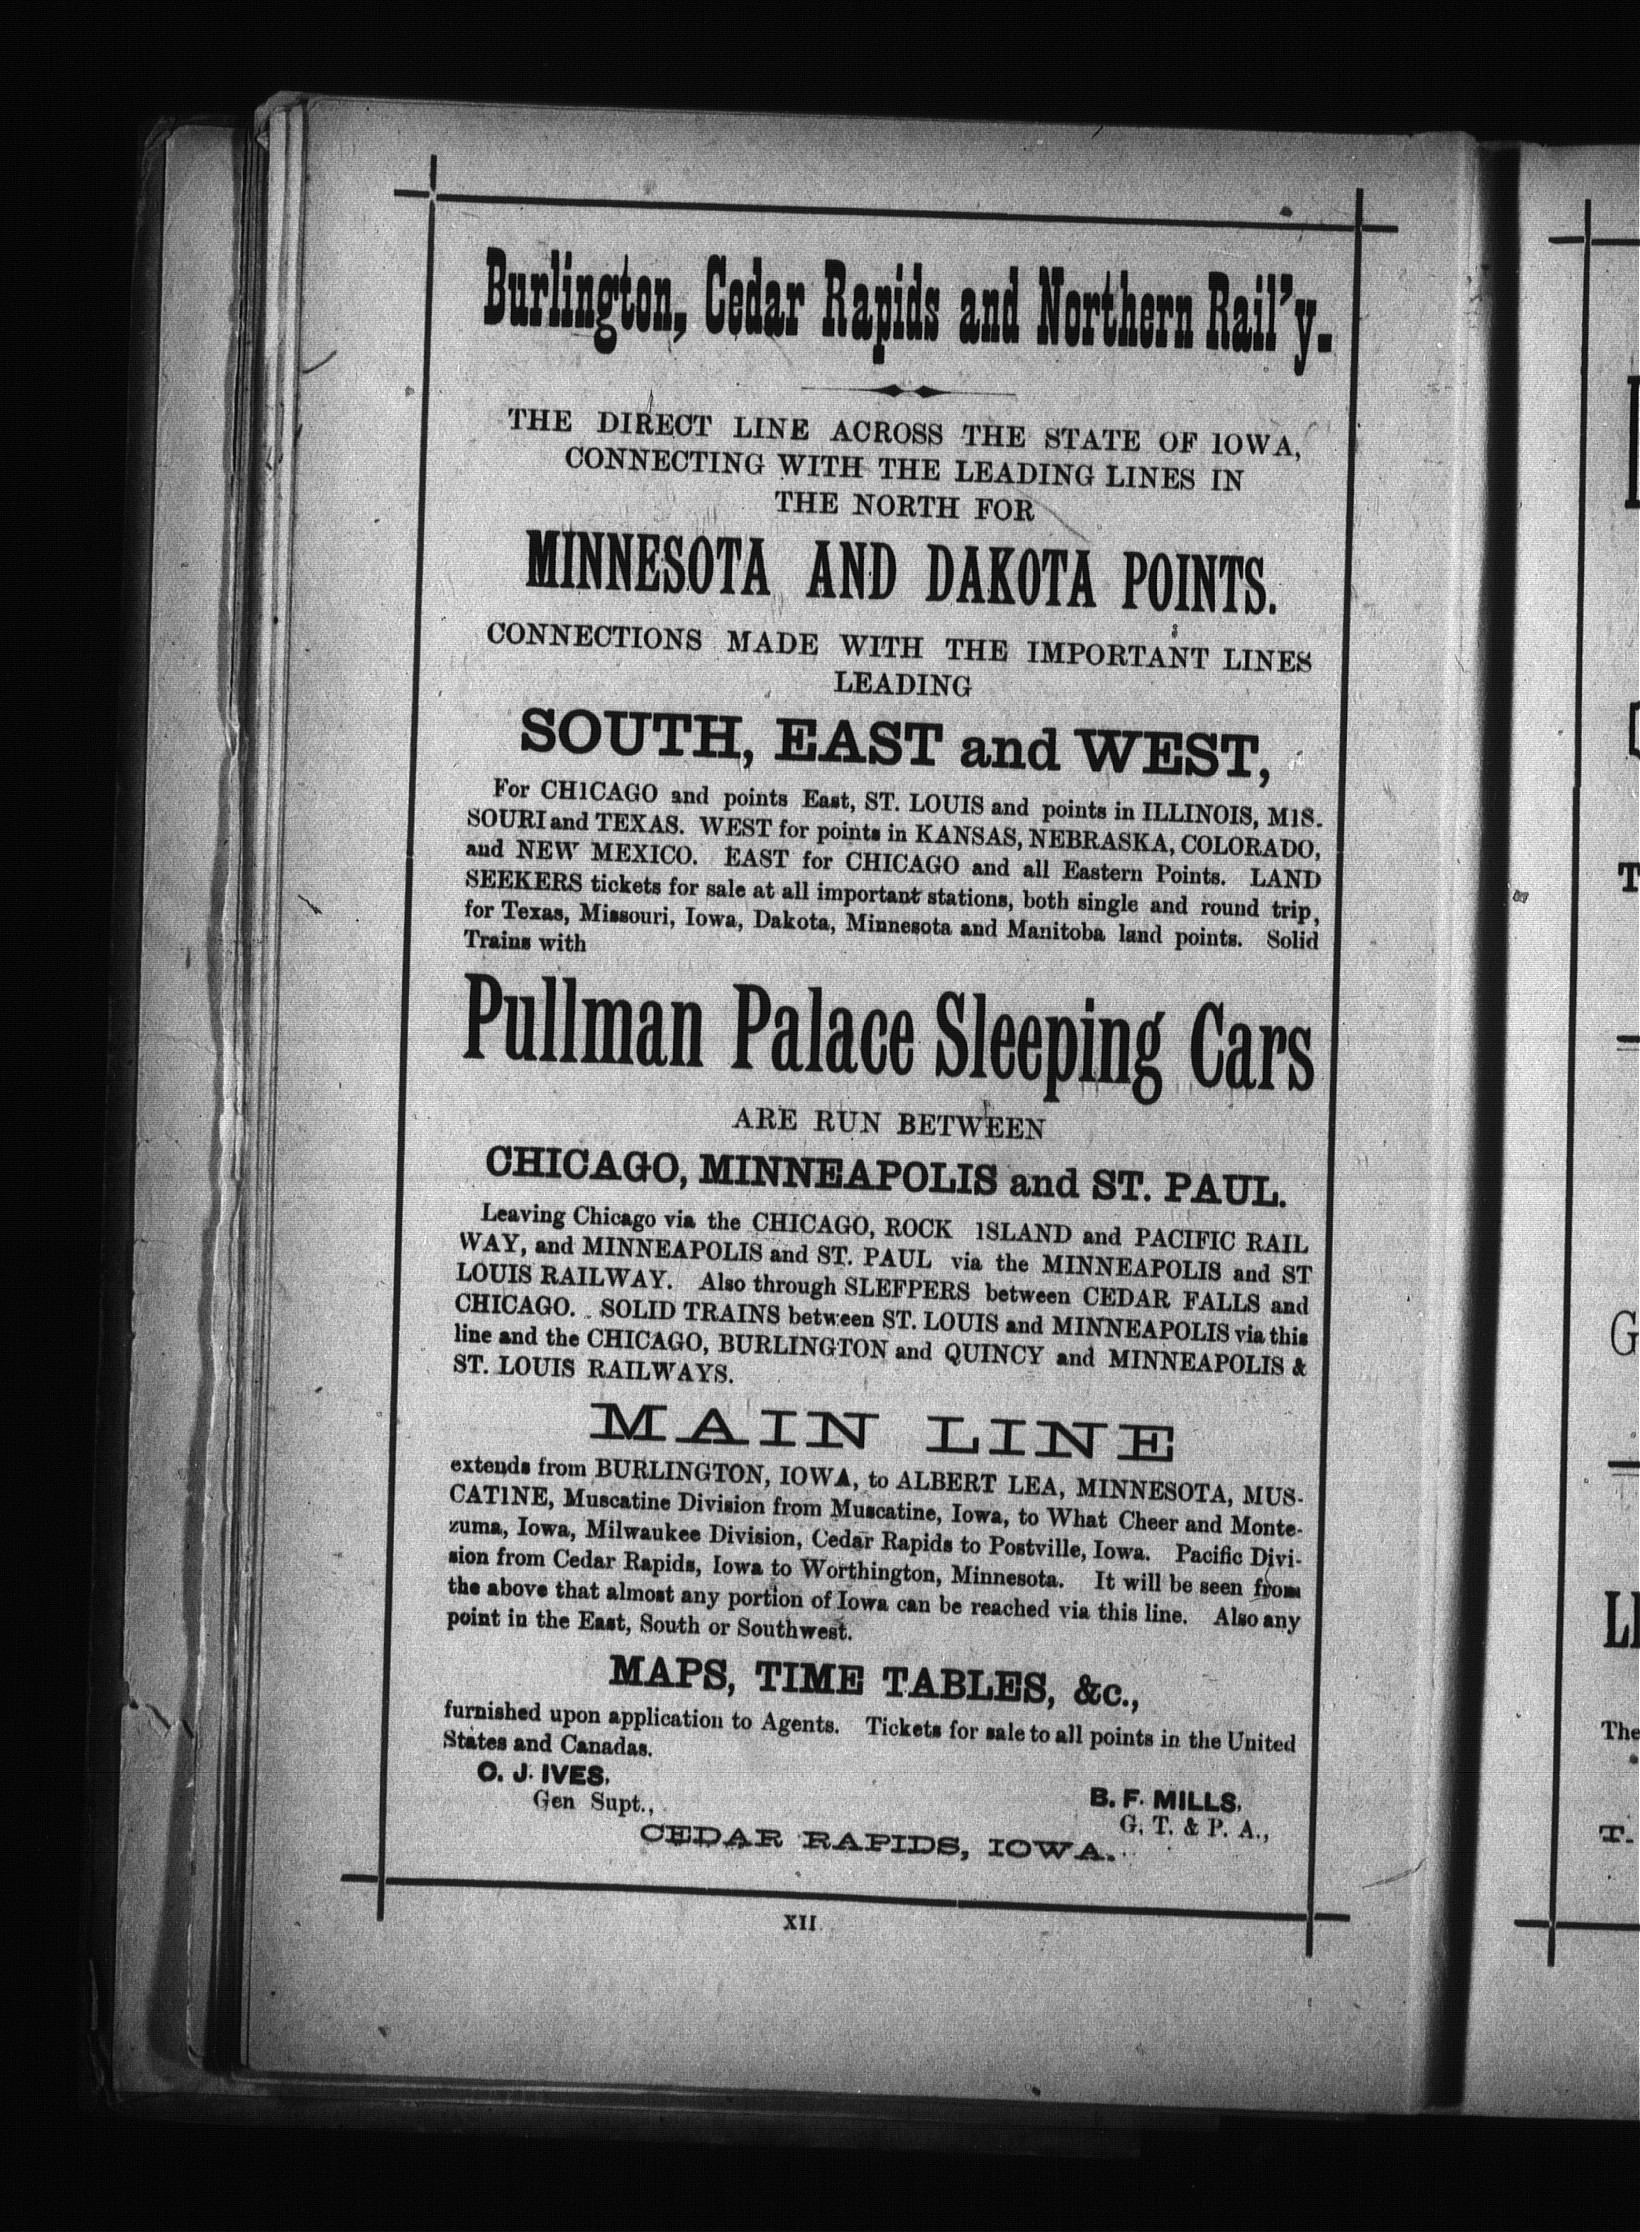 Burlington, Cedar Rapids and Northern Rail'y.
THE DIRECT LINE ACROSS THE STATE OF IOWA,
CONNECTING WITH THE LEADING LINES IN
THE NORTH FOR
MINNESOTA AND DAKOTA POINTS.
CONNECTIONS MADE WITH THE IMPORTANT LINES
LEADING
SOUTH, EAST and WEST,
For CH1CAGO and points East, ST. LOUIS and points in ILLINOIS, M1S-
SOURI and TEXAS. WEST for points in KANSAS, NEBRASKA, COLORADO,
and NEW MEXICO. EAST for CHICAGO and all Eastern Points. LAND
SEEKERS tickets for sale at all important stations, both single and round trip,
for Texas, Missouri, Iowa, Dakota, Minnesota and Manitoba land points. Solid
Trains with
Pullman Palace Sleeping Cars
ARE RUN BETWEEN
CHICAGO, MINNEAPOLIS and ST. PAUL.
Leaving Chicago via the CHICAGO, ROCK 1SLAND and PACIFIC RAIL
WAY, and MINNEAPOLIS and ST. PAUL via the MINNEAPOLIS and ST
LOUIS RAILWAY. Also through SLEFPERS between CEDAR FALLS and
CHICAGO. SOLID TRAINS between ST. LOUIS and MINNEAPOLIS via this
line and the CHICAGO, BURLINGTON and QUINCY and MINNEAPOLIS &
ST. LOUIS RAILWAYS.
MAIN LINE
extends from BURLINGTON, IOWA, to ALBERT LEA, MINNESOTA, MUS-
CAT1NE, Muscatine Division from Muscatine, Iowa, to What Cheer and Monte-
zuma, Iowa, Milwaukee Division, Cedar Rapids to Postville, Iowa. Pacific Divi-
sion from Cedar Rapids, Iowa to Worthington, Minnesota. It will be seen from
the above that almost any portion of Iowa can be reached via this line. Also any
point in the East, South or Southwest.
MAPS, TIME TABLES, &c.,
furnished upon application to Agents. Tickets for sale to all points in the United
States and Canadas.
C. J. IVES,
Gen Supt.,
B. F. MILLS,
G. T. & P. A.,
CEDAR RAPIDS, IOWA.
XII
T
G
LI
The
T.